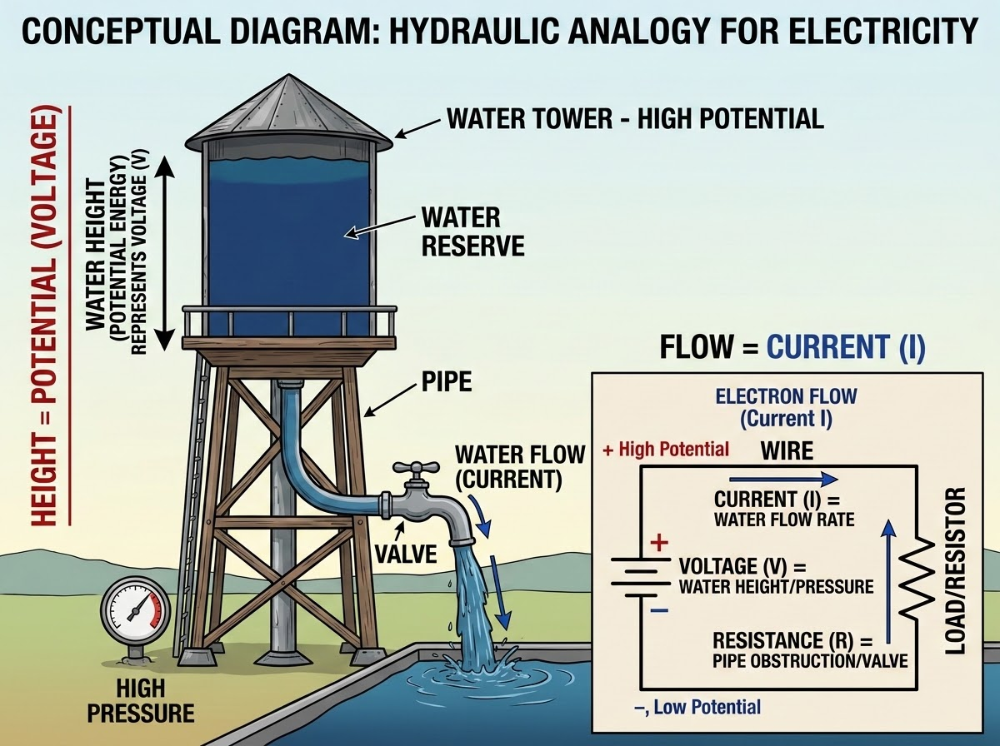 CONCEPTUAL DIAGRAM: HYDRAULIC ANALOGY FOR ELECTRICITY
HEIGHT = POTENTIAL (VOLTAGE)
WATER HEIGHT
(POTENTIAL ENERGY)
REPRESENTS VOLTAGE (V)
WATER TOWER - HIGH POTENTIAL
WATER
RESERVE
PIPE
WATER FLOW
(CURRENT)
VALVE
HIGH
PRESSURE
FLOW = CURRENT (I)
ELECTRON FLOW
(Current I)
+ High Potential
WIRE
CURRENT (I) =
WATER FLOW RATE
+
VOLTAGE (V) =
WATER HEIGHT/PRESSURE
−
RESISTANCE (R) =
PIPE OBSTRUCTION/VALVE
LOAD/RESISTOR
–, Low Potential